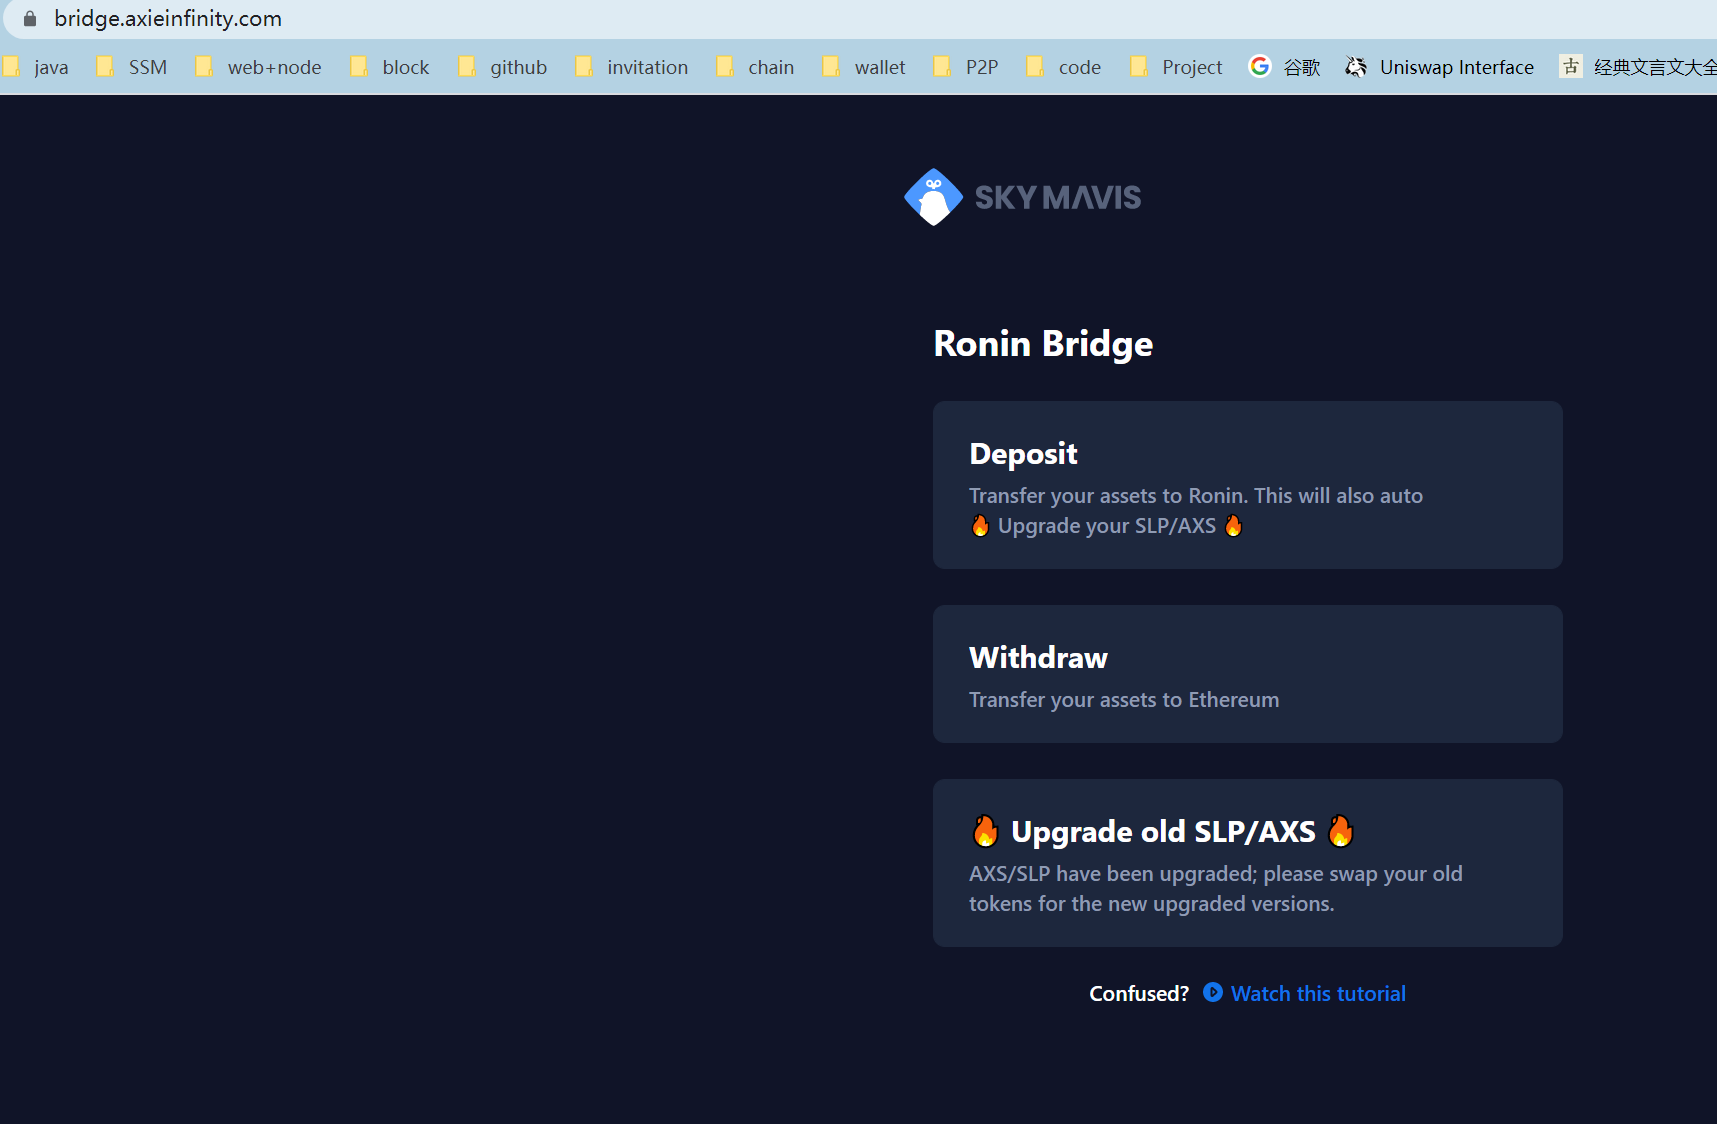 bridge.axieinfinity.com
java SSM web+node block github invitation chain wallet P2P code Project 谷歌 Uniswap Interface 古 经典文言文大全
SKY MAVIS
Ronin Bridge
Deposit
Transfer your assets to Ronin. This will also auto
🔥 Upgrade your SLP/AXS 🔥
Withdraw
Transfer your assets to Ethereum
🔥 Upgrade old SLP/AXS 🔥
AXS/SLP have been upgraded; please swap your old
tokens for the new upgraded versions.
Confused? Watch this tutorial